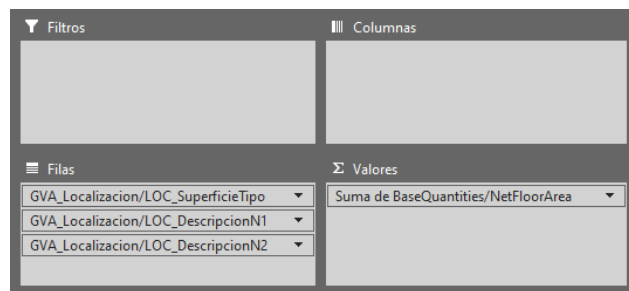 Filtros
Columnas
Filas
GVA_Localizacion/LOC_SuperficieTipo
GVA_Localizacion/LOC_DescripcionN1
GVA_Localizacion/LOC_DescripcionN2
Σ Valores
Suma de BaseQuantities/NetFloorArea